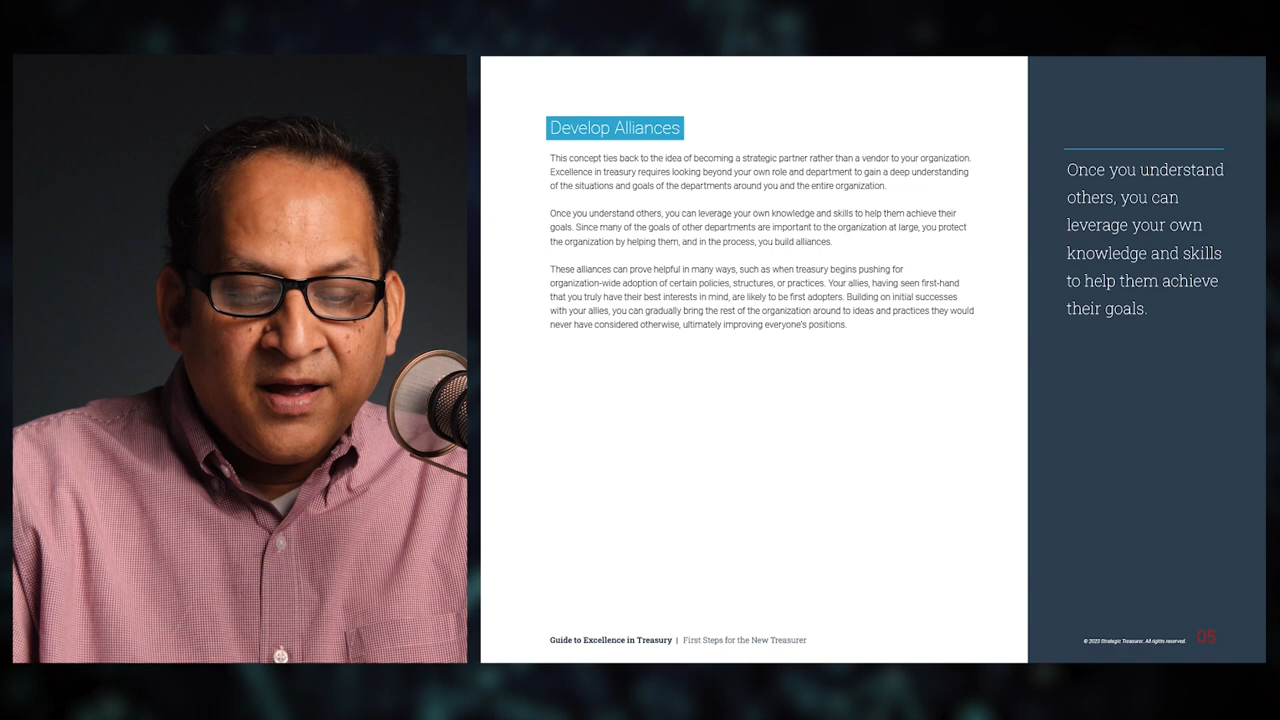 Develop Alliances
This concept ties back to the idea of becoming a strategic partner rather than a vendor to your organization.
Excellence in treasury requires looking beyond your own role and department to gain a deep understanding
of the situations and goals of the departments around you and the entire organization.
Once you understand others, you can leverage your own knowledge and skills to help them achieve their
goals. Since many of the goals of other departments are important to the organization at large, you protect
the organization by helping them, and in the process, you build alliances.
These alliances can prove helpful in many ways, such as when treasury begins pushing for
organization-wide adoption of certain policies, structures, or practices. Your allies, having seen first-hand
that you truly have their best interests in mind, are likely to be first adopters. Building on initial successes
with your allies, you can gradually bring the rest of the organization around to ideas and practices they would
never have considered otherwise, ultimately improving everyone's positions.
Once you understand
others, you can
leverage your own
knowledge and skills
to help them achieve
their goals.
Guide to Excellence in Treasury | First Steps for the New Treasurer
© 2023 Strategic Treasurer. All rights reserved. 05